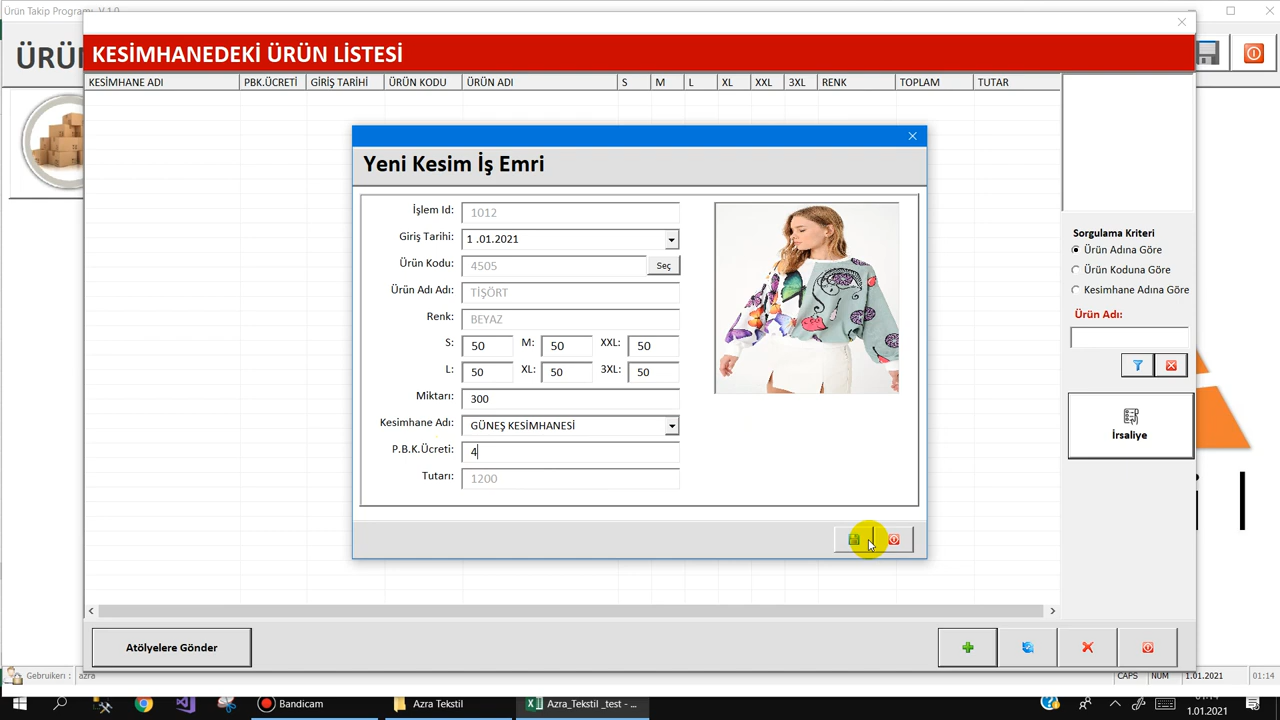 Ürün Takip Programı V.1.0
ÜRÜ
KESİMHANEDEKİ ÜRÜN LİSTESİ
KESİMHANE ADI PBK.ÜCRETİ GİRİŞ TARİHİ ÜRÜN KODU ÜRÜN ADI S M L XL XXL 3XL RENK TOPLAM TUTAR
Yeni Kesim İş Emri
İşlem Id: 1012
Giriş Tarihi: 1 .01.2021
Ürün Kodu: 4505 Seç
Ürün Adı Adı: TİŞÖRT
Renk: BEYAZ
S: 50 M: 50 XXL: 50
L: 50 XL: 50 3XL: 50
Miktarı: 300
Kesimhane Adı: GÜNEŞ KESİMHANESİ
P.B.K.Ücreti: 4
Tutarı: 1200
Sorgulama Kriteri
Ürün Adına Göre
Ürün Koduna Göre
Kesimhane Adına Göre
Ürün Adı:
İrsaliye
Atölyelere Gönder
Gebruikerı : azra CAPS NUM 1.01.2021 01:14
Bandicam Azra Tekstil Azra_Tekstil _test - ... 01:14
1.01.2021